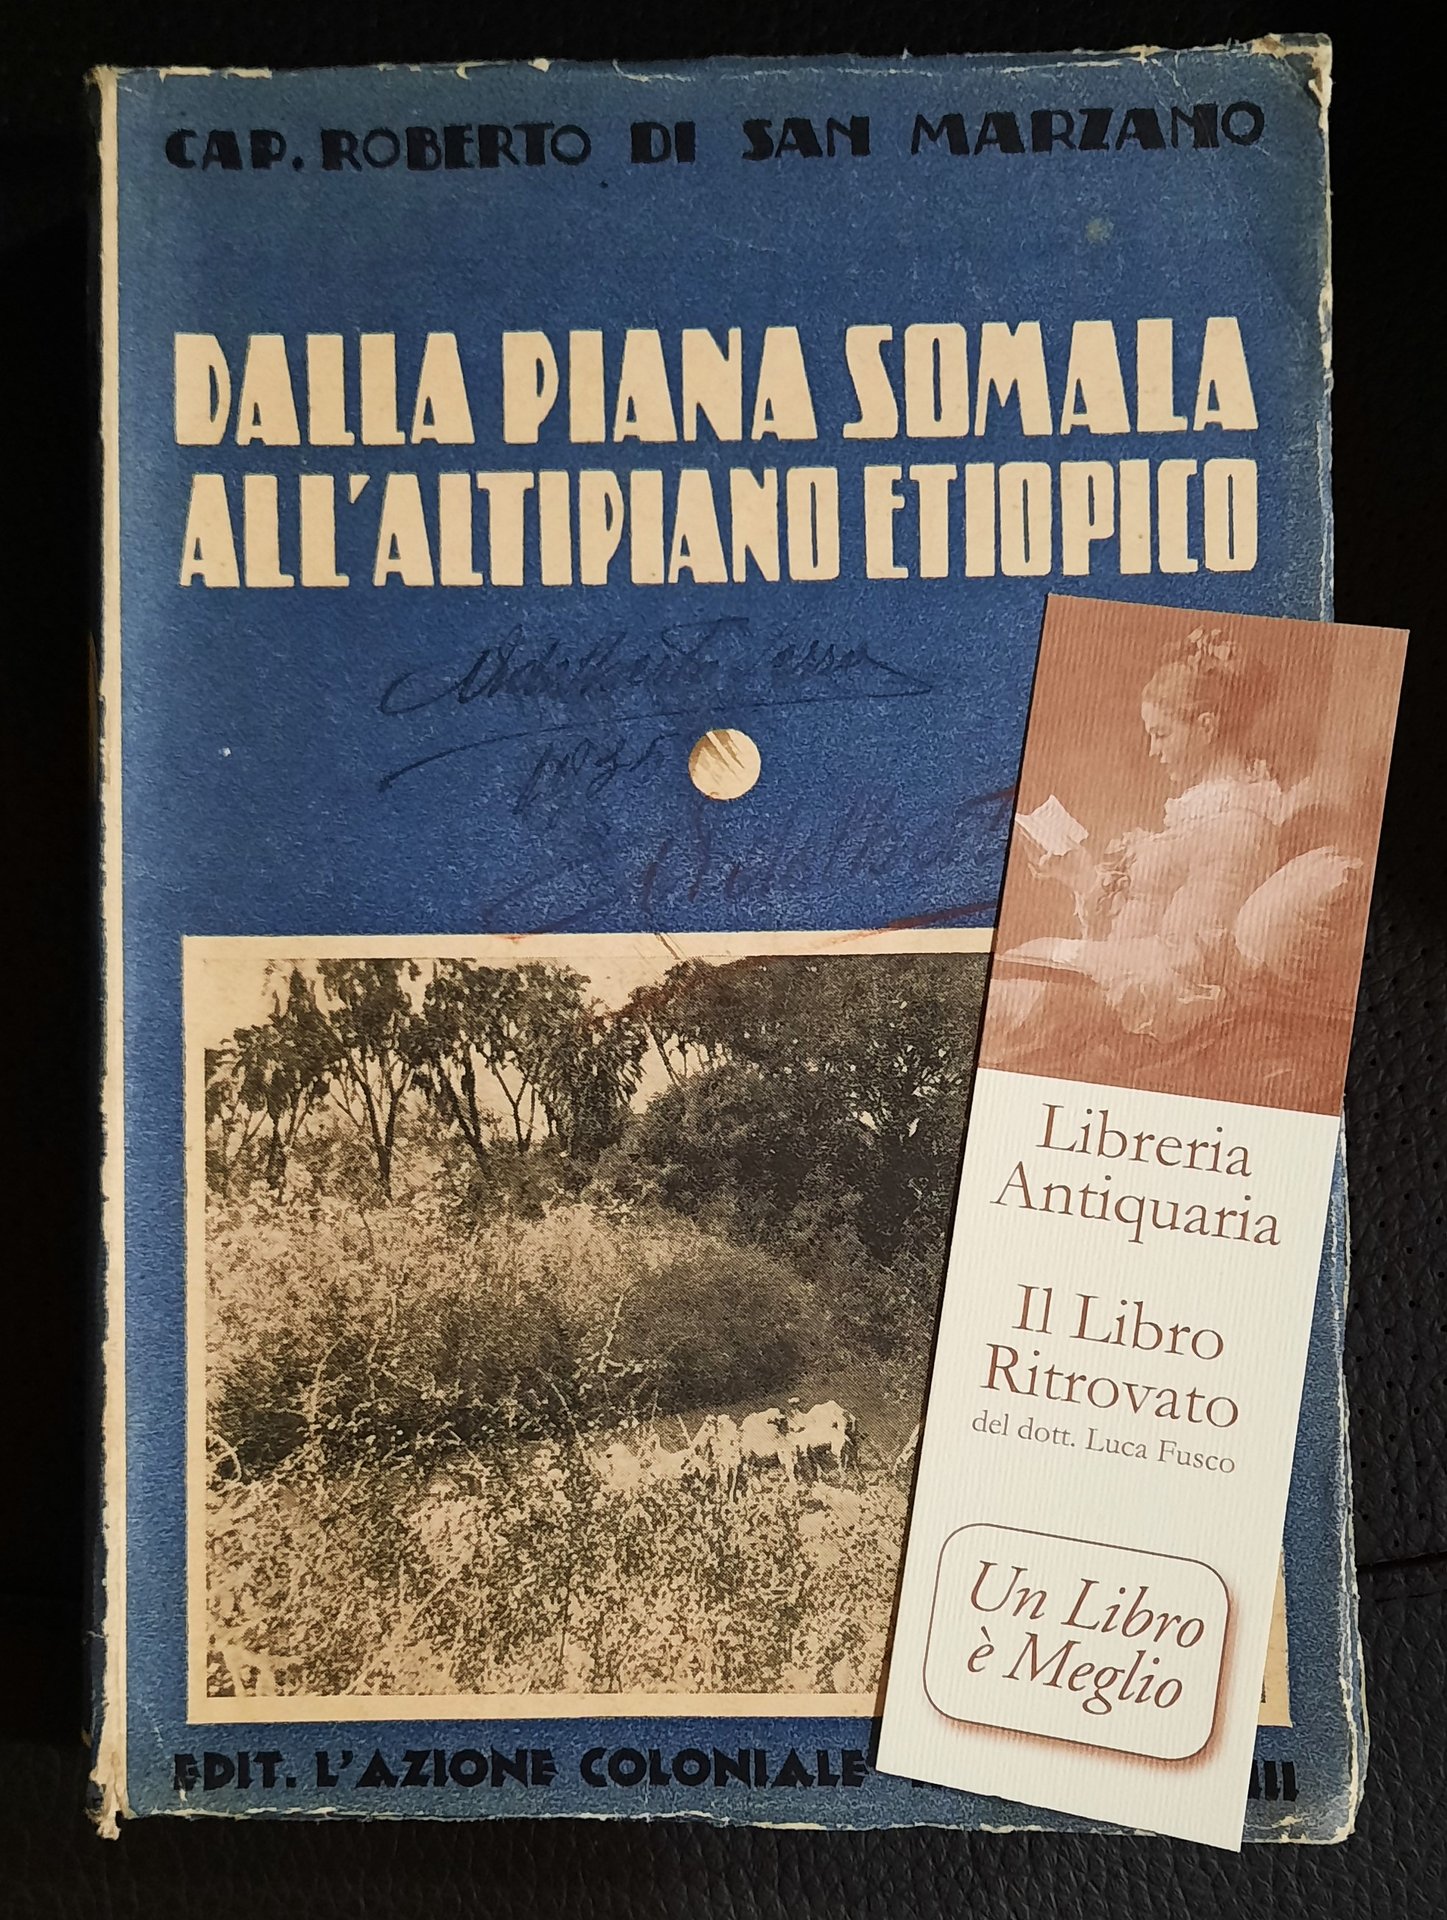 CAP. ROBERTO DI SAN MARZANO
DALLA PIANA SOMALA
ALL'ALTIPIANO ETIOPICO
EDIT. L'AZIONE COLONIALE
Libreria
Antiquaria
Il Libro
Ritrovato
del dott. Luca Fusco
Un Libro
è Meglio